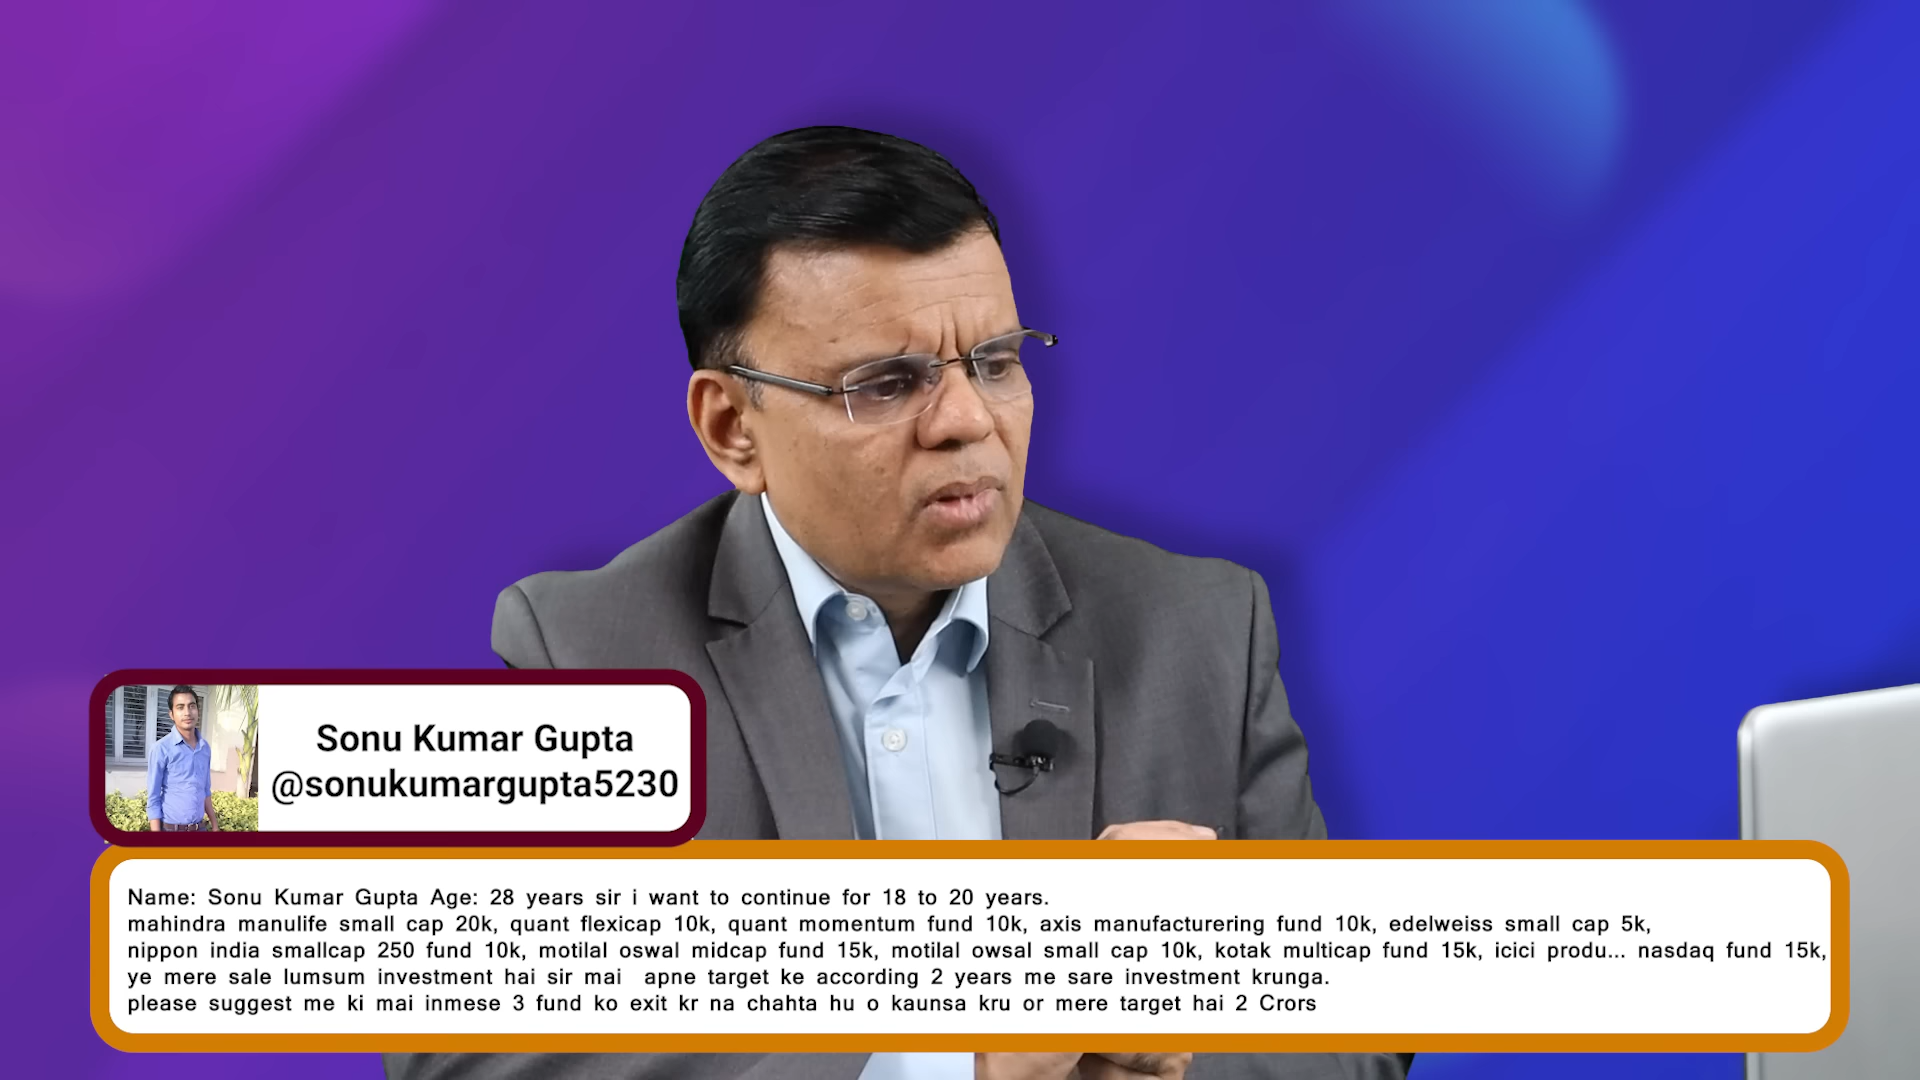 Sonu Kumar Gupta
@sonukumargupta5230
Name: Sonu Kumar Gupta Age: 28 years sir i want to continue for 18 to 20 years.
mahindra manulife small cap 20k, quant flexicap 10k, quant momentum fund 10k, axis manufacturering fund 10k, edelweiss small cap 5k,
nippon india smallcap 250 fund 10k, motilal oswal midcap fund 15k, motilal owsal small cap 10k, kotak multicap fund 15k, icici produ... nasdaq fund 15k,
ye mere sale lumsum investment hai sir mai apne target ke according 2 years me sare investment krunga.
please suggest me ki mai inmese 3 fund ko exit kr na chahta hu o kaunsa kru or mere target hai 2 Crors